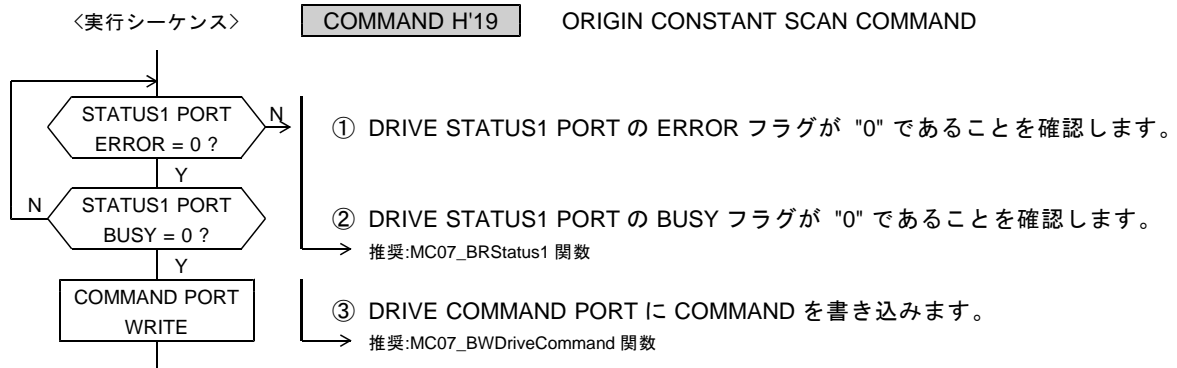 〈実行シーケンス〉 COMMAND H'19 ORIGIN CONSTANT SCAN COMMAND
STATUS1 PORT
ERROR = 0 ?
N
① DRIVE STATUS1 PORT の ERROR フラグが "0" であることを確認します。
Y
N
STATUS1 PORT
BUSY = 0 ?
② DRIVE STATUS1 PORT の BUSY フラグが "0" であることを確認します。
推奨:MC07_BRStatus1 関数
Y
COMMAND PORT
WRITE
③ DRIVE COMMAND PORT に COMMAND を書き込みます。
推奨:MC07_BWDriveCommand 関数